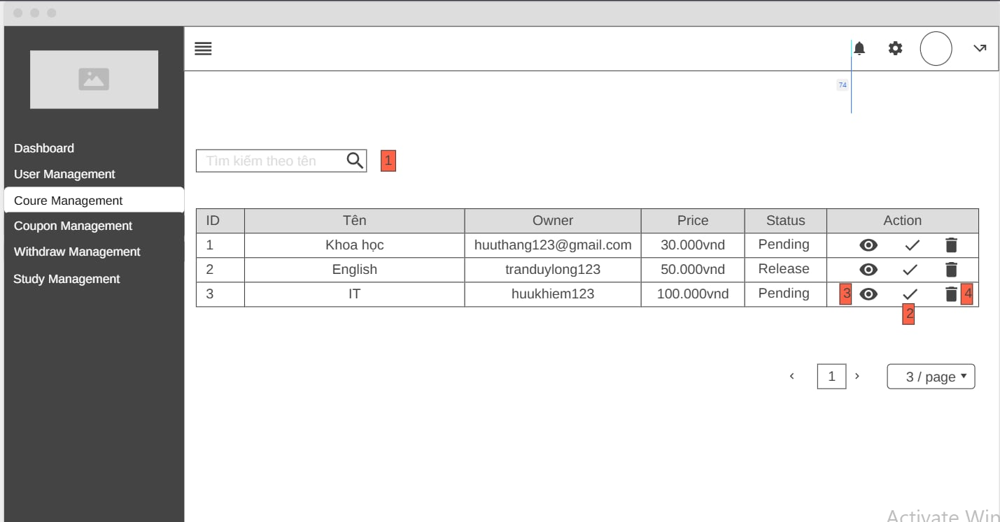 74
Dashboard
User Management
Coure Management
Coupon Management
Withdraw Management
Study Management
Tìm kiếm theo tên 1
ID Tên Owner Price Status Action
1 Khoa học huuthang123@gmail.com 30.000vnd Pending
2 English tranduylong123 50.000vnd Release
3 IT huukhiem123 100.000vnd Pending 3 4
2
‹ 1 › 3 / page
Activate Win